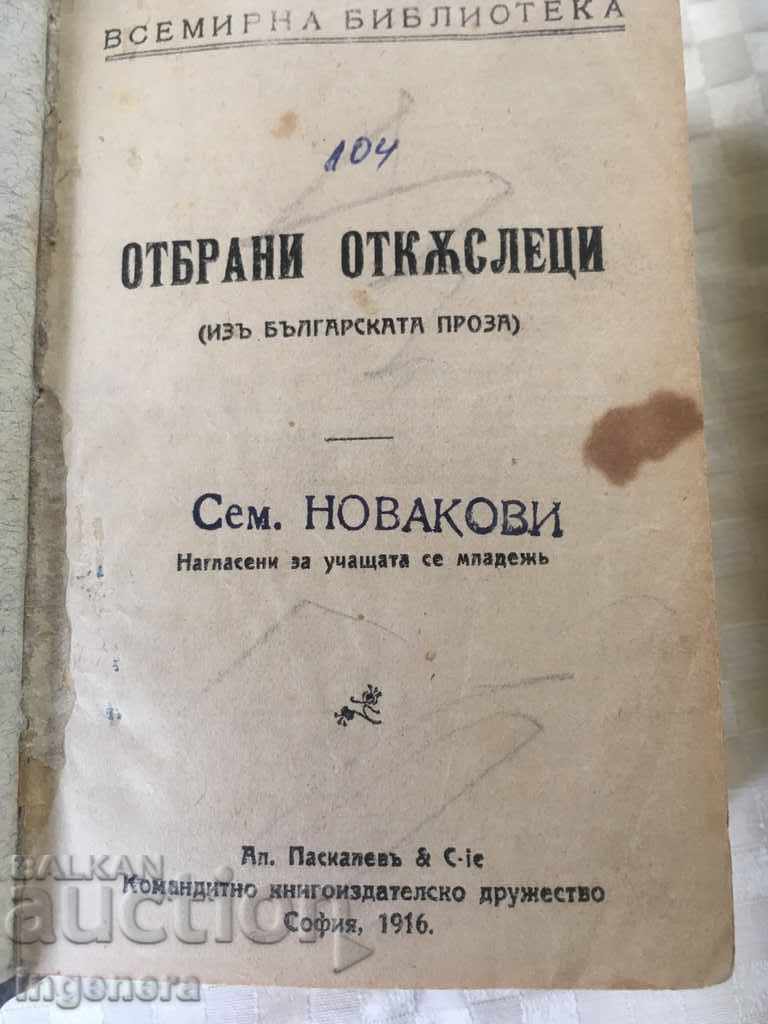 ВСЕМИРНА БИБЛИОТЕКА
104
ОТБРАНИ ОТКѪСЛЕЦИ
(ИЗЪ БЪЛГАРСКАТА ПРОЗА)
Сем. НОВАКОВИ
Нагласени за учащата се младежь
Ал. Паскалевъ & C-ie
Командитно книгоиздателско дружество
София, 1916.
BALKAN
auction
ingenera